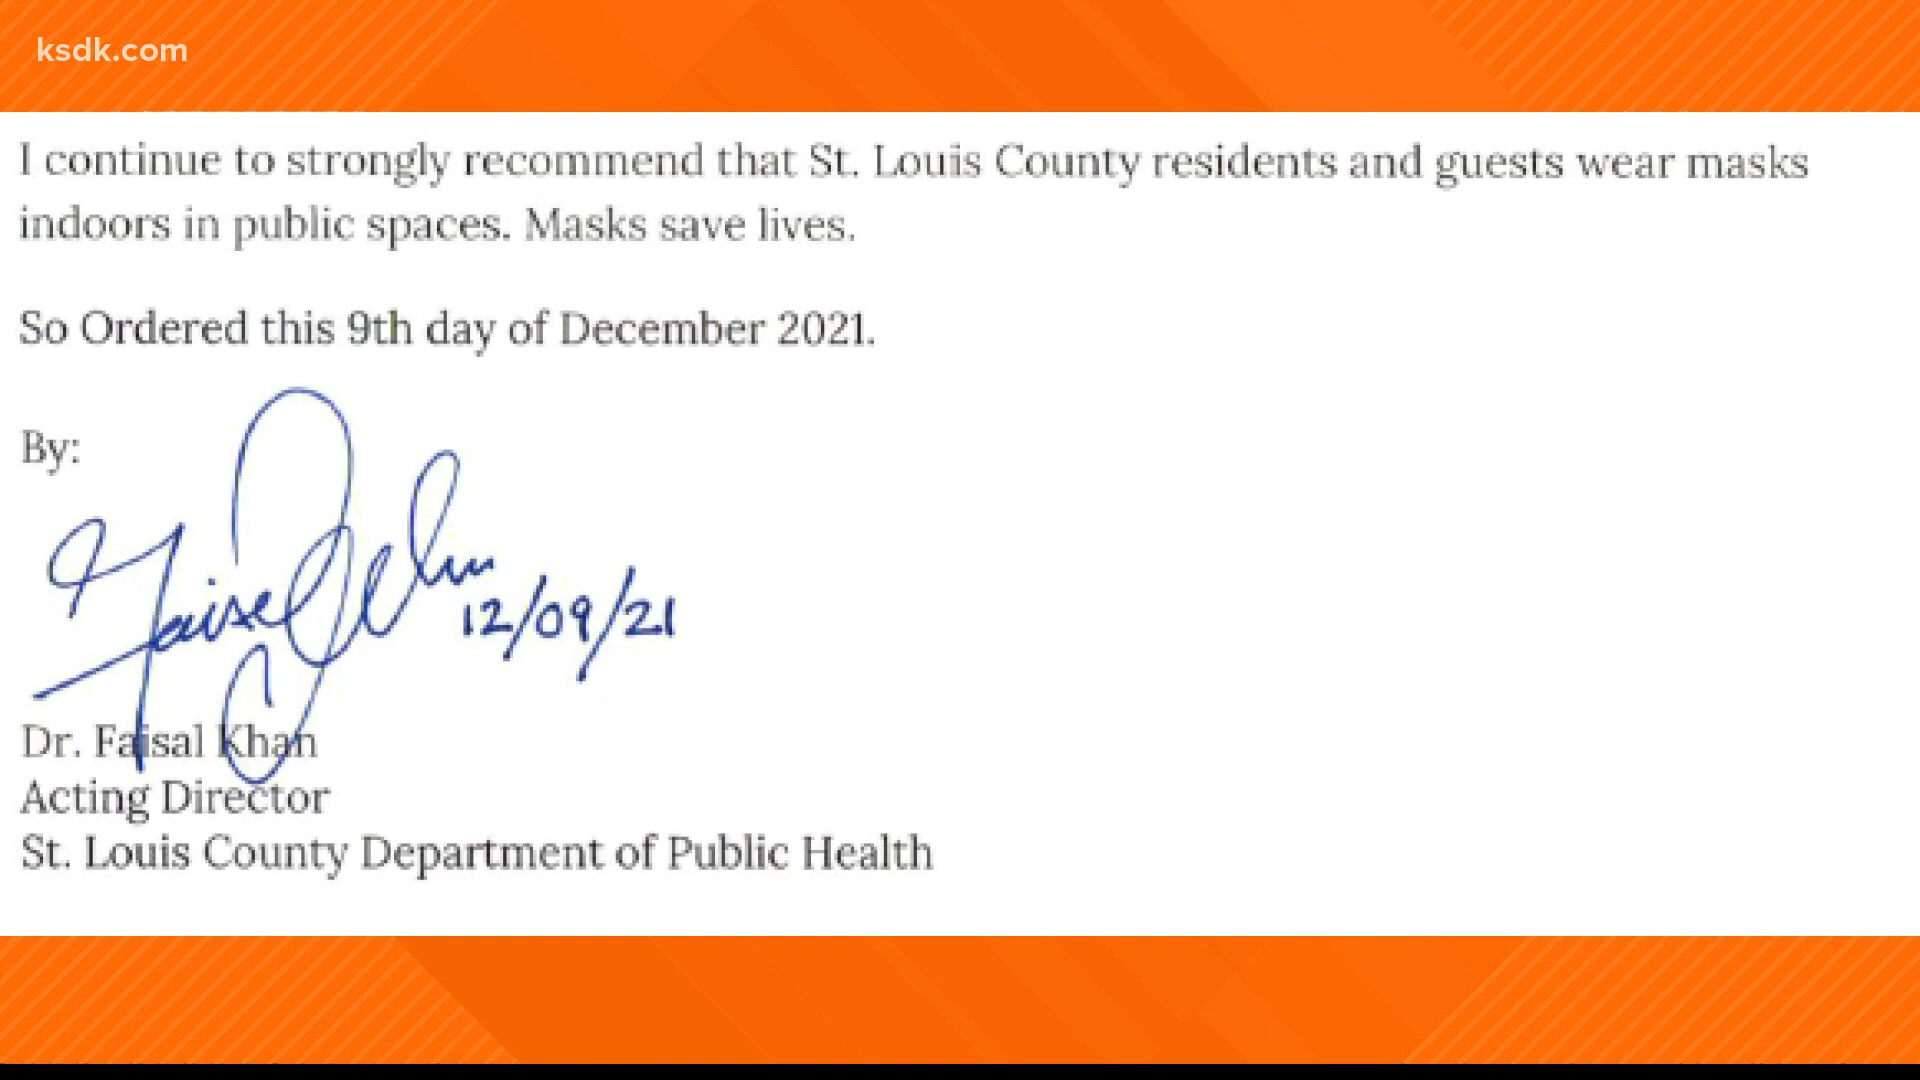 ksdk.com
I continue to strongly recommend that St. Louis County residents and guests wear masks
indoors in public spaces. Masks save lives.
So Ordered this 9th day of December 2021.
By:
12/09/21
Dr. Faisal Khan
Acting Director
St. Louis County Department of Public Health